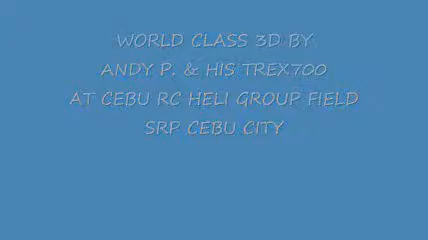 WORLD CLASS 3D BY
ANDY P. & HIS TREX700
AT CEBU RC HELI GROUP FIELD
SRP CEBU CITY